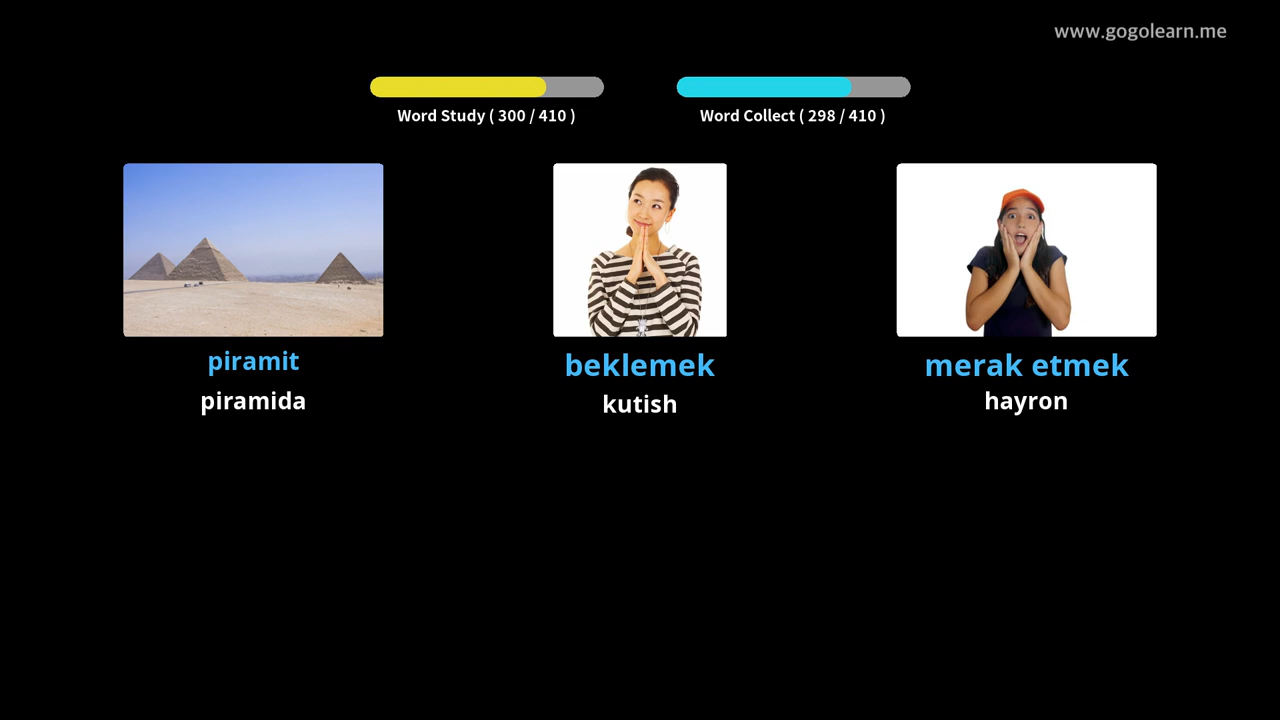 www.gogolearn.me
Word Study ( 300 / 410 )
Word Collect ( 298 / 410 )
piramit
piramida
beklemek
kutish
merak etmek
hayron